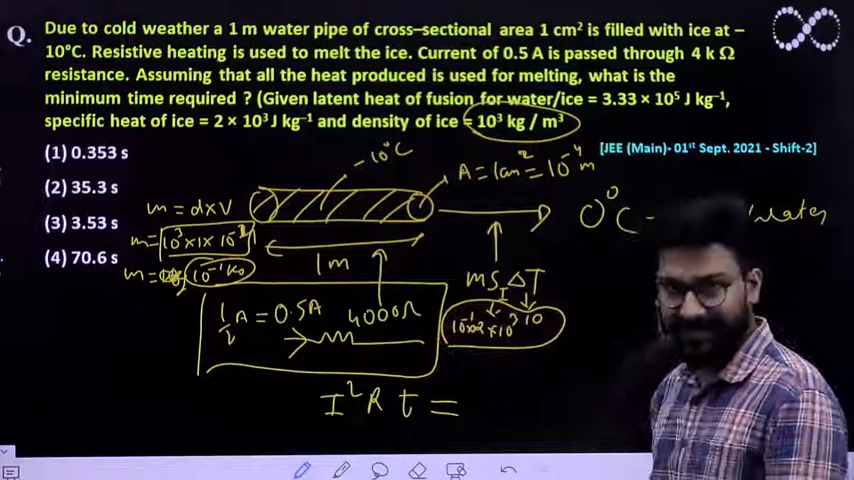 Q.
Due to cold weather a 1 m water pipe of cross–sectional area 1 cm² is filled with ice at –
10°C. Resistive heating is used to melt the ice. Current of 0.5 A is passed through 4 k Ω
resistance. Assuming that all the heat produced is used for melting, what is the
minimum time required ? (Given latent heat of fusion for water/ice = 3.33 × 10⁵ J kg⁻¹,
specific heat of ice = 2 × 10³ J kg⁻¹ and density of ice = 10³ kg / m³
[JEE (Main)- 01st Sept. 2021 - Shift-2]
(1) 0.353 s
(2) 35.3 s
(3) 3.53 s
(4) 70.6 s
-10°C
A = 1cm² = 10⁻⁴ m
m = d×V
m = 10³×1×10⁻⁴
m = 10⁻¹ kg
1m
0°C - water
mS_IΔT
10⁻¹×2×10³ 10
1/2 A = 0.5A 4000Ω
I²Rt =